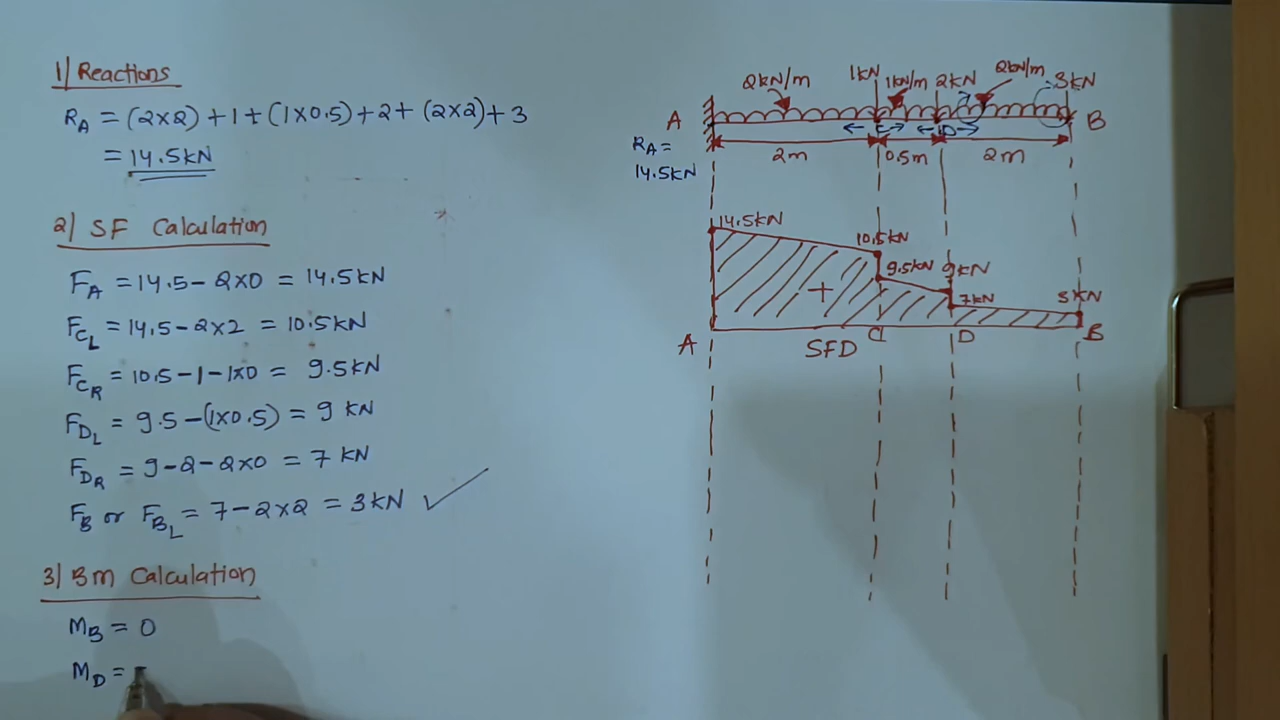 1) Reactions
RA = (2×2) + 1 + (1×0.5) + 2 + (2×2) + 3
= 14.5kN
2) SF Calculation
FA = 14.5 - 2×0 = 14.5kN
FCL = 14.5 - 2×2 = 10.5kN
FCR = 10.5 - 1 - 1×0 = 9.5kN
FDL = 9.5 - (1×0.5) = 9 kN
FDR = 9 - 2 - 2×0 = 7 kN
FB or FBL = 7 - 2×2 = 3kN ✓
3) Bm Calculation
MB = 0
MD = -
2kN/m 1kN 1kN/m 2kN 2kN/m 3kN
A C D B
RA =
14.5kN
2m 0.5m 2m
14.5kN
10.5kN
9.5kN 9kN
7kN 3kN
+
A C D B
SFD